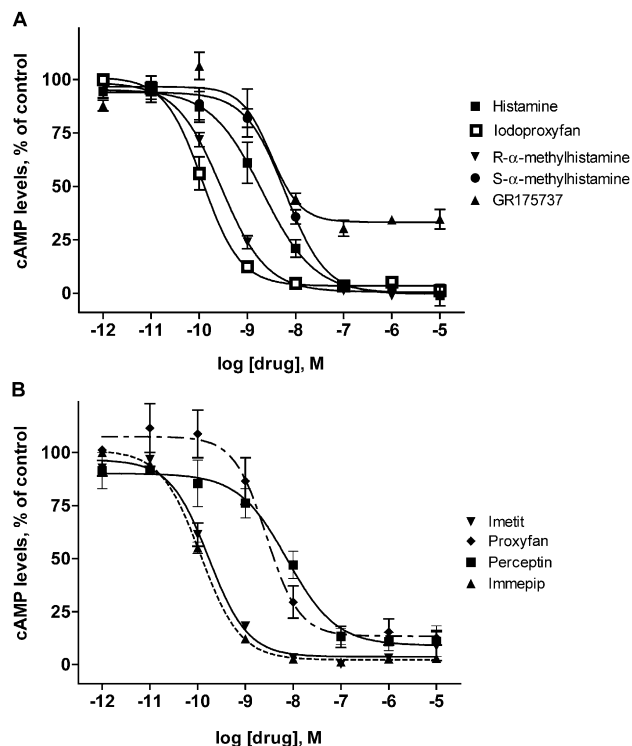 A
100
75
50
25
0
-12 -11 -10 -9 -8 -7 -6 -5
cAMP levels, % of control
log [drug], M
Histamine
Iodoproxyfan
R-α-methylhistamine
S-α-methylhistamine
GR175737
B
100
75
50
25
0
-12 -11 -10 -9 -8 -7 -6 -5
cAMP levels, % of control
log [drug], M
Imetit
Proxyfan
Perceptin
Immepip